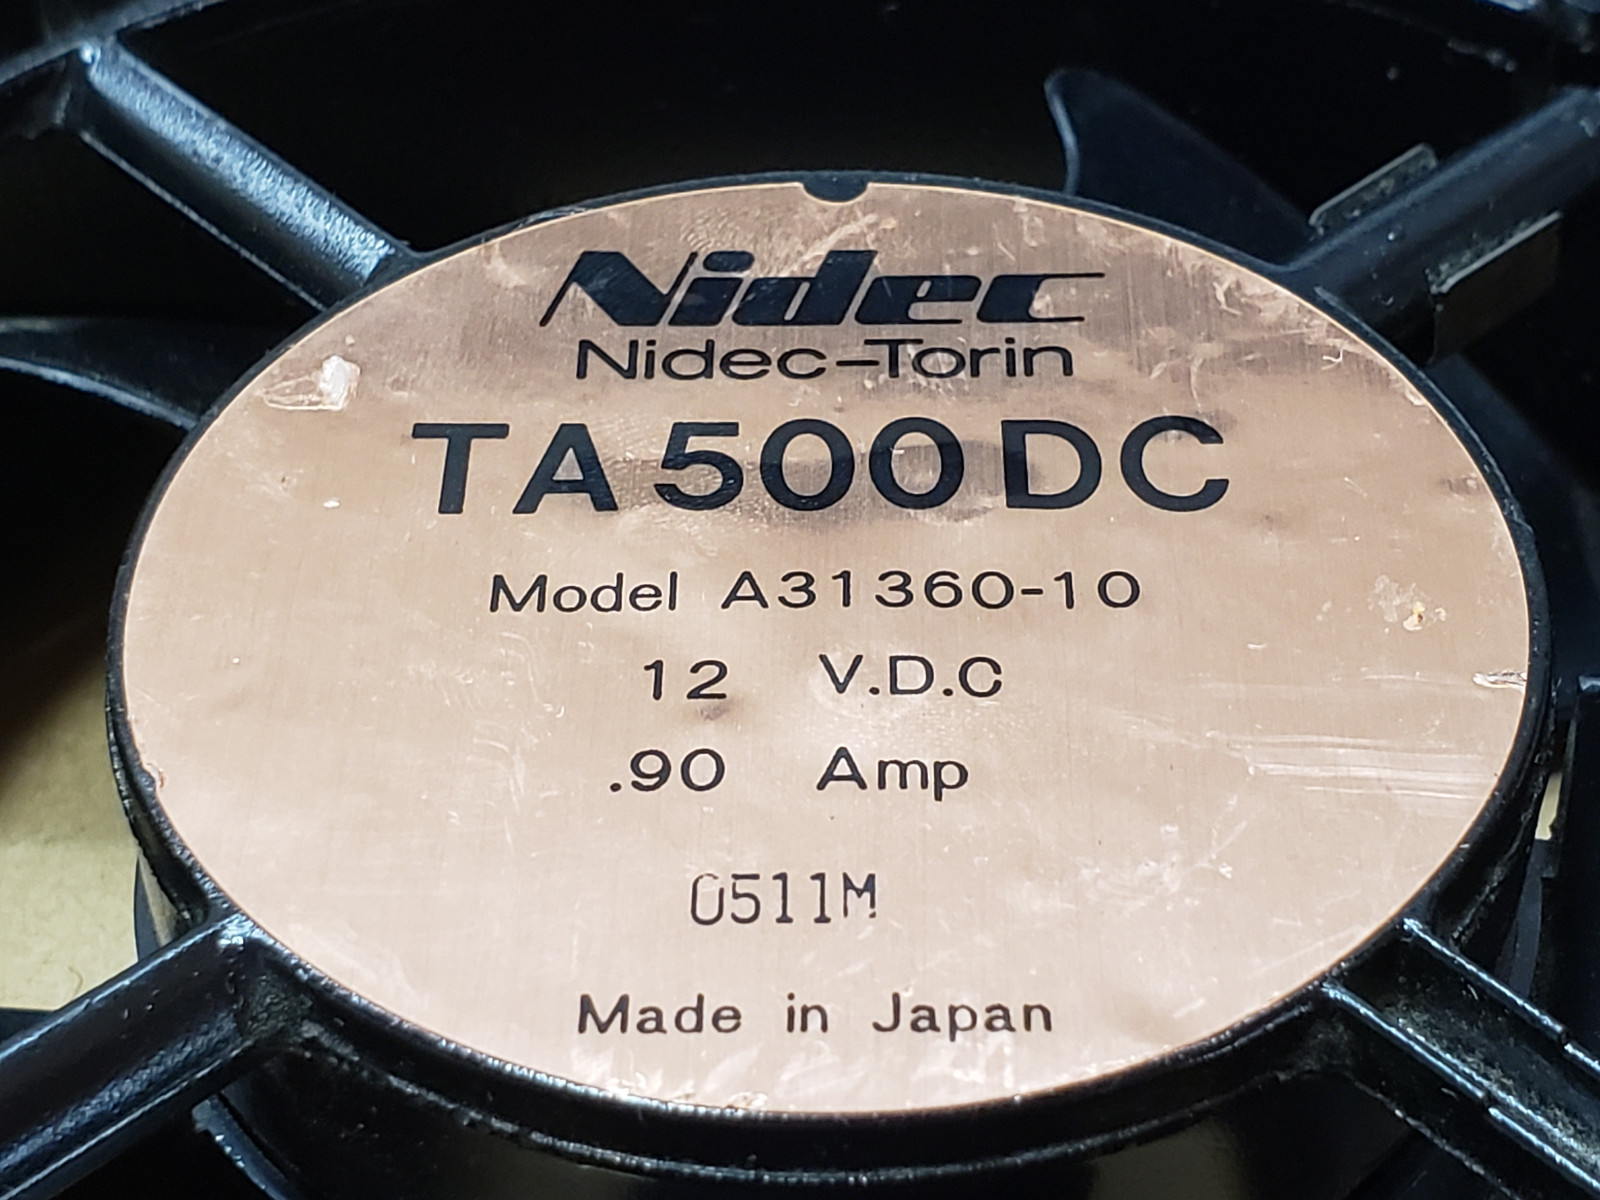 Nidec
Nidec-Torin
TA500DC
Model A31360-10
12 V.D.C
.90 Amp
0511M
Made in Japan